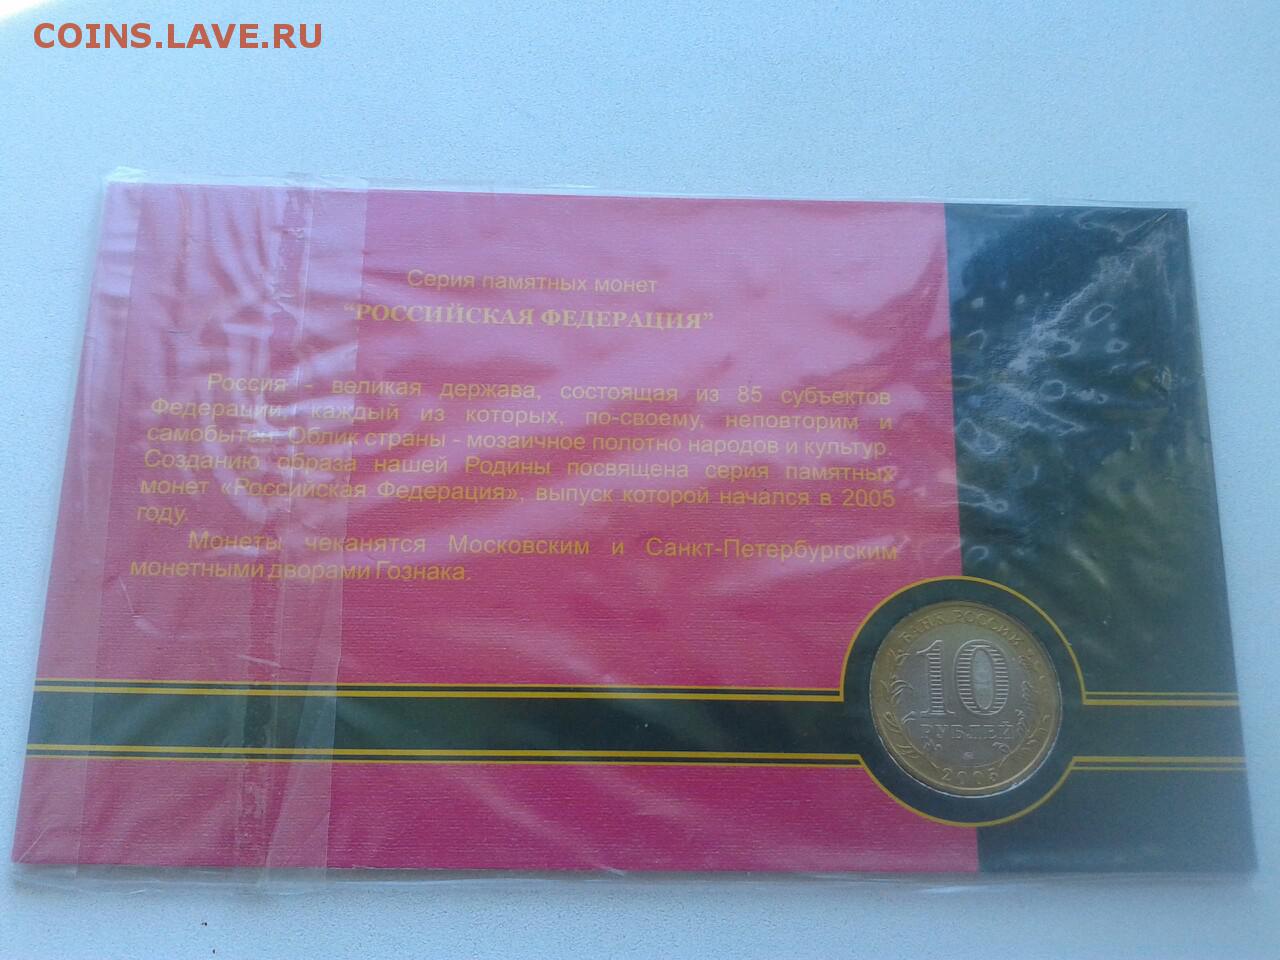 COINS.LAVE.RU
Серия памятных монет
“РОССИЙСКАЯ ФЕДЕРАЦИЯ”
Россия - великая держава, состоящая из 85 субъектов
Федерации, каждый из которых, по-своему, неповторим и
самобытен. Облик страны - мозаичное полотно народов и культур.
Созданию образа нашей Родины посвящена серия памятных
монет «Российская Федерация», выпуск которой начался в 2005
году.
Монеты чеканятся Московским и Санкт-Петербургским
монетными дворами Гознака.
БАНК РОССИИ
10
РУБЛЕЙ
2005